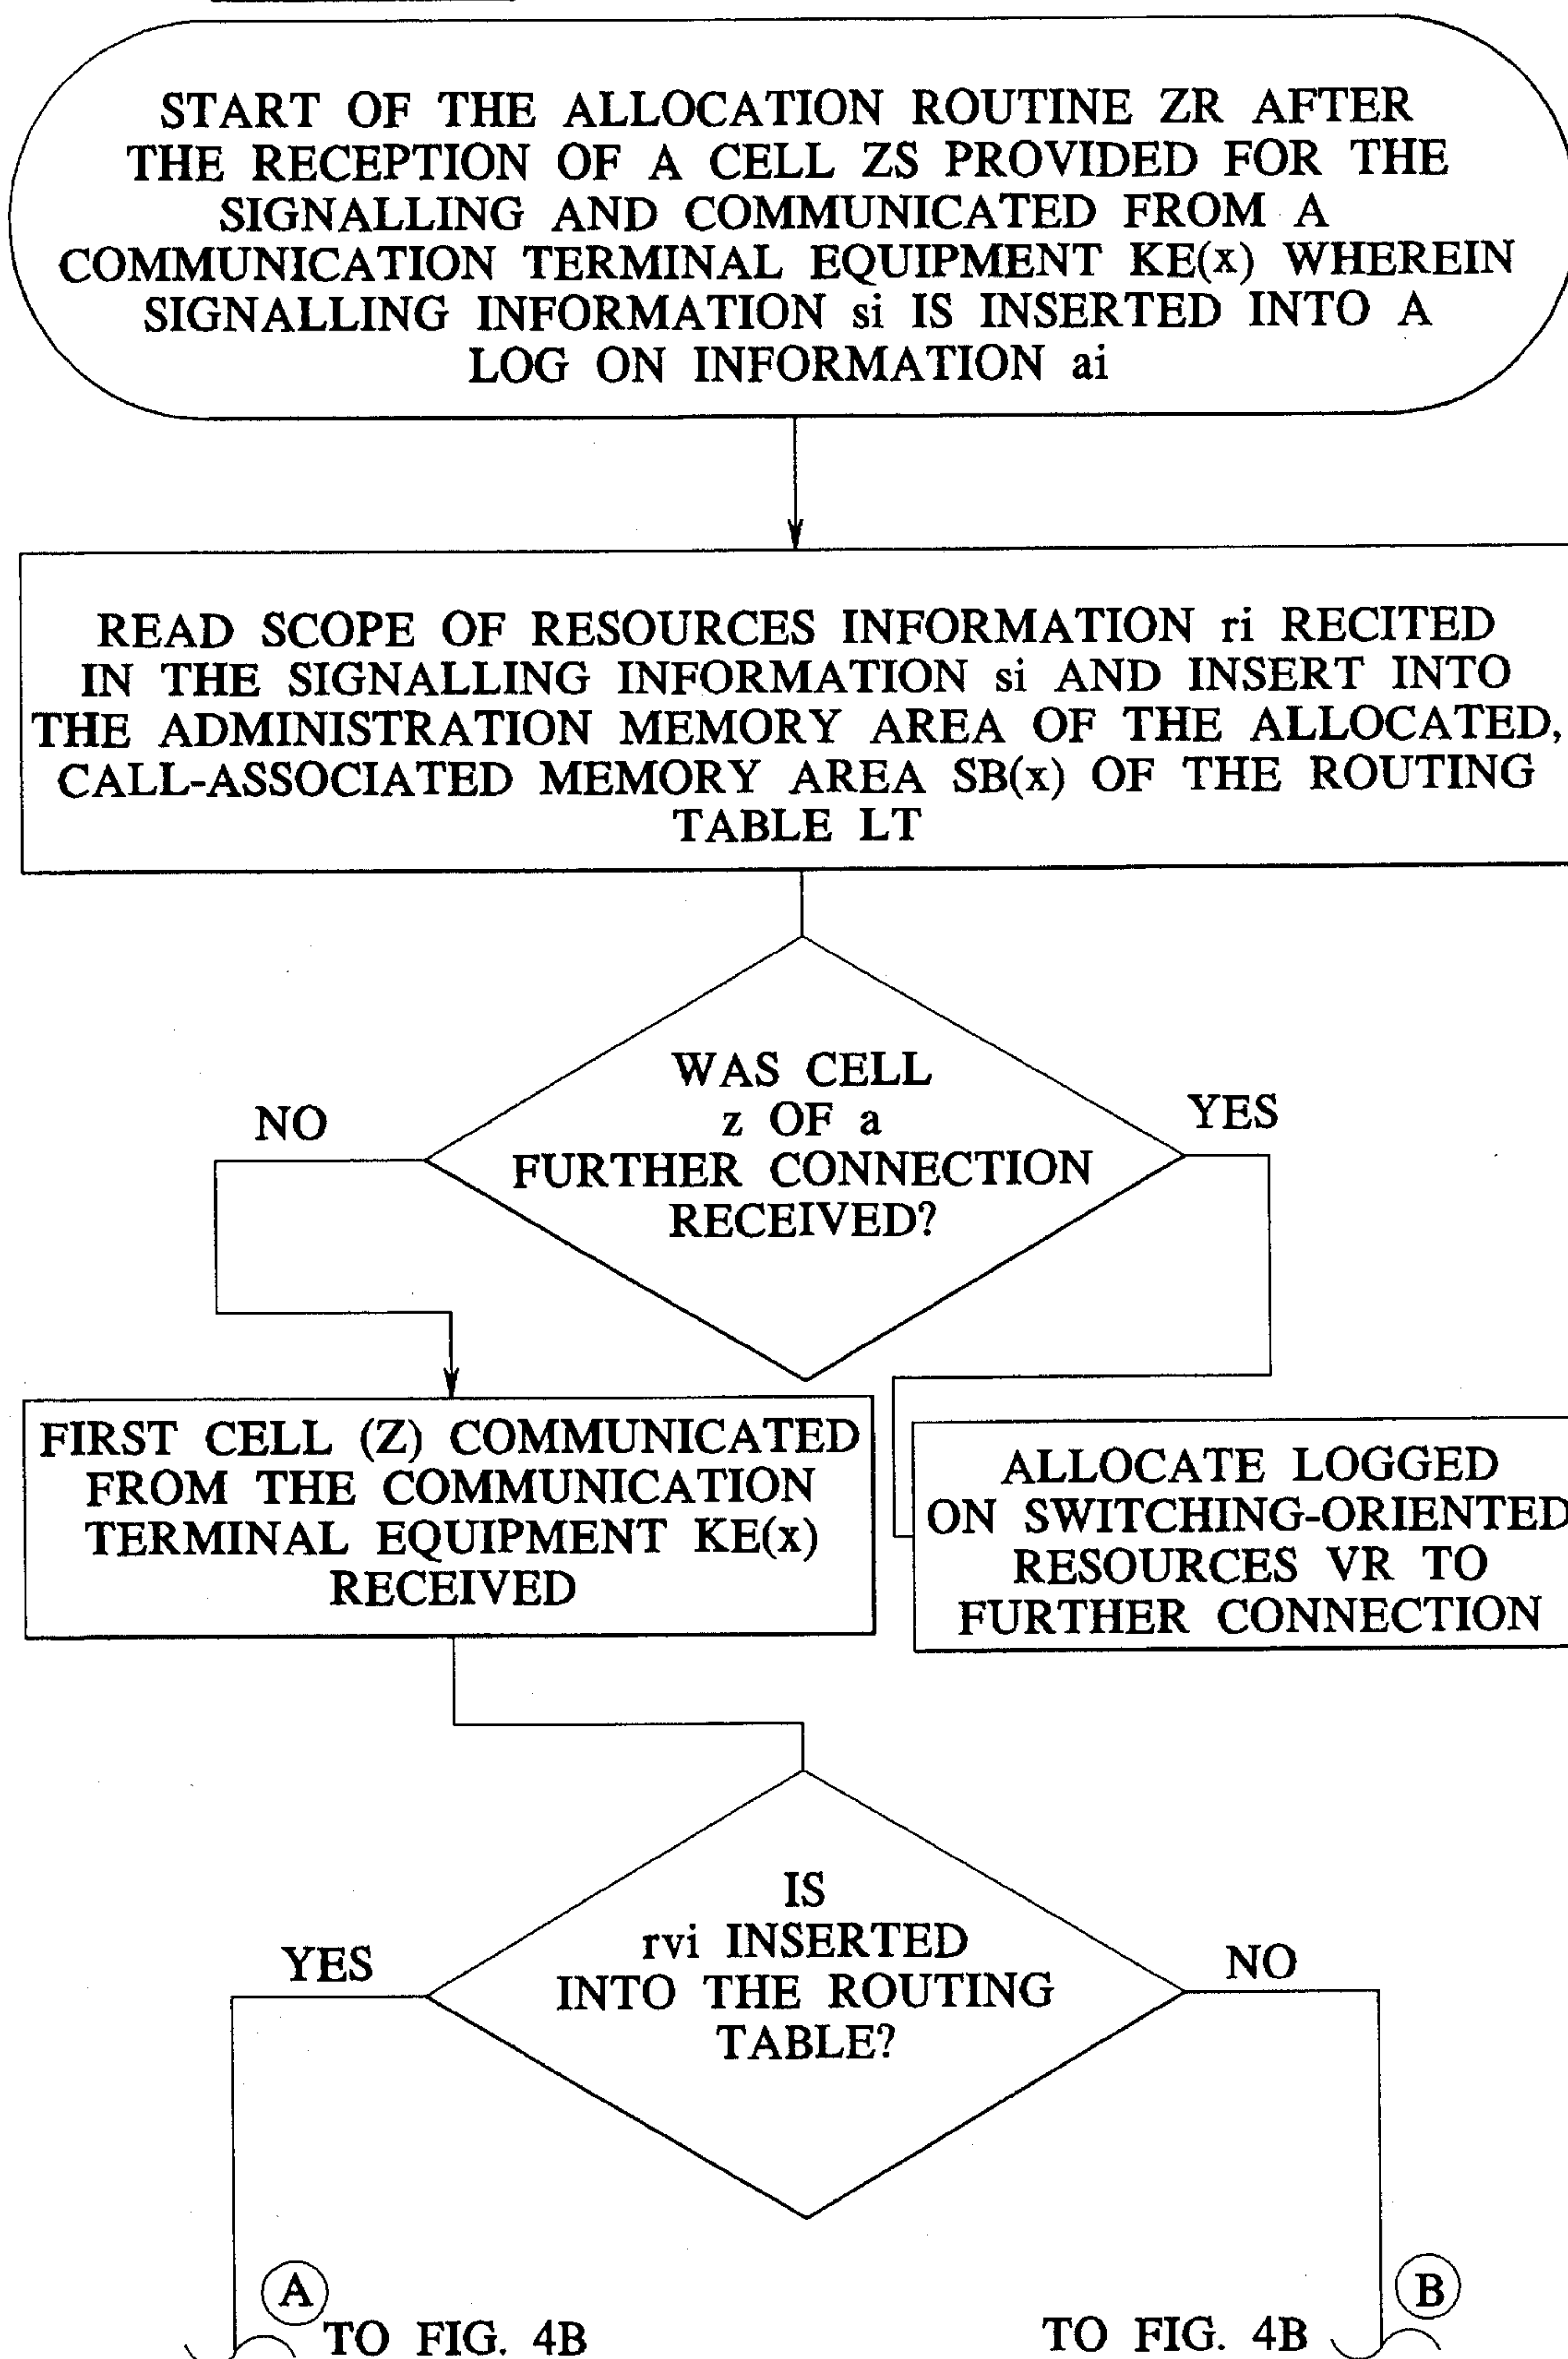 START OF THE ALLOCATION ROUTINE ZR AFTER
THE RECEPTION OF A CELL ZS PROVIDED FOR THE
SIGNALLING AND COMMUNICATED FROM A
COMMUNICATION TERMINAL EQUIPMENT KE(x) WHEREIN
SIGNALLING INFORMATION si IS INSERTED INTO A
LOG ON INFORMATION ai
READ SCOPE OF RESOURCES INFORMATION ri RECITED
IN THE SIGNALLING INFORMATION si AND INSERT INTO
THE ADMINISTRATION MEMORY AREA OF THE ALLOCATED,
CALL-ASSOCIATED MEMORY AREA SB(x) OF THE ROUTING
TABLE LT
WAS CELL
z OF a
FURTHER CONNECTION
RECEIVED?
NO
YES
FIRST CELL (Z) COMMUNICATED
FROM THE COMMUNICATION
TERMINAL EQUIPMENT KE(x)
RECEIVED
ALLOCATE LOGGED
ON SWITCHING-ORIENTED
RESOURCES VR TO
FURTHER CONNECTION
IS
rvi INSERTED
INTO THE ROUTING
TABLE?
YES
NO
A
TO FIG. 4B
TO FIG. 4B
B